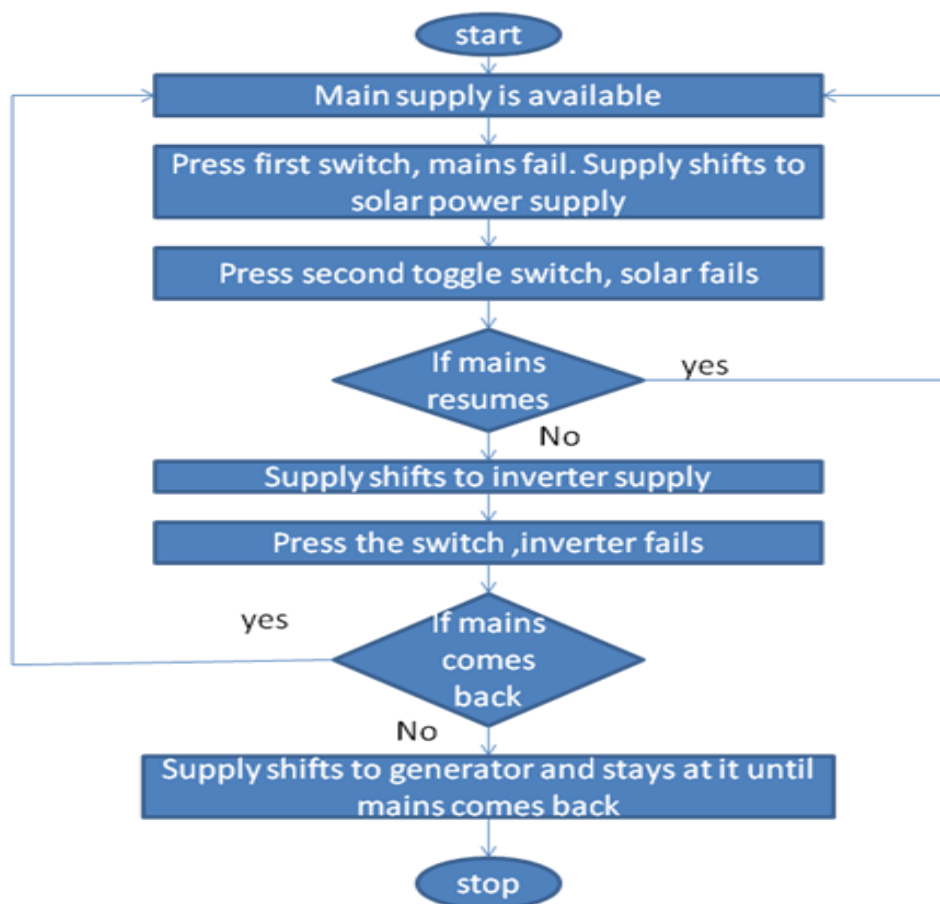 start
Main supply is available
Press first switch, mains fail. Supply shifts to
solar power supply
Press second toggle switch, solar fails
If mains
resumes
yes
No
Supply shifts to inverter supply
Press the switch ,inverter fails
yes
If mains
comes
back
No
Supply shifts to generator and stays at it until
mains comes back
stop